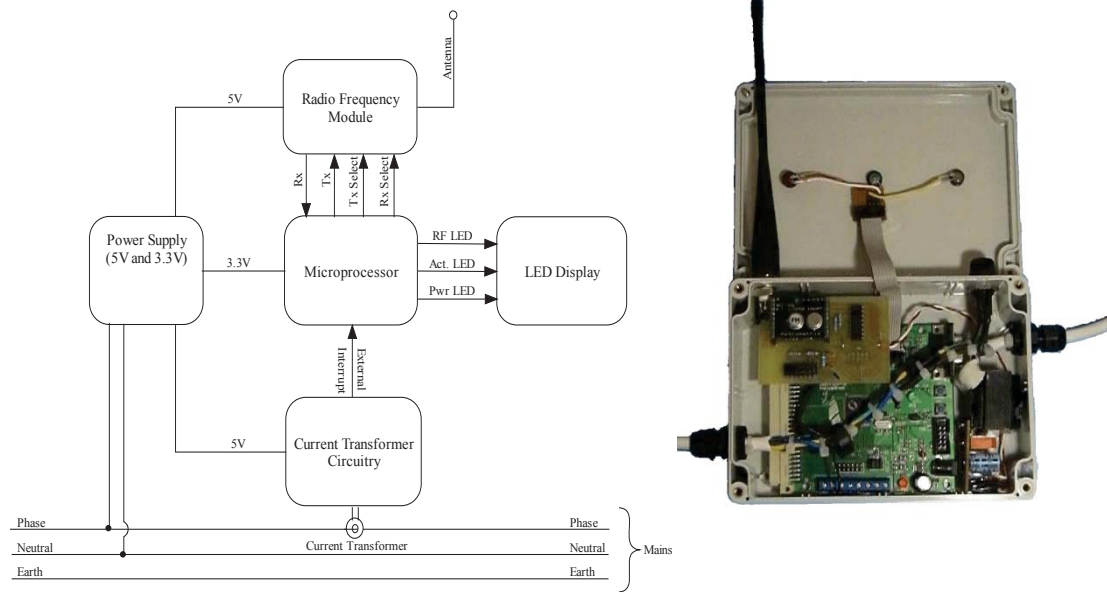 Antenna
Radio Frequency
Module
5V
Rx
Tx
Tx Select
Rx Select
Power Supply
(5V and 3.3V)
3.3V
Microprocessor
RF LED
Act. LED
Pwr LED
LED Display
External
Interrupt
5V
Current Transformer
Circuitry
Phase
Phase
Current Transformer
Neutral
Neutral
Mains
Earth
Earth